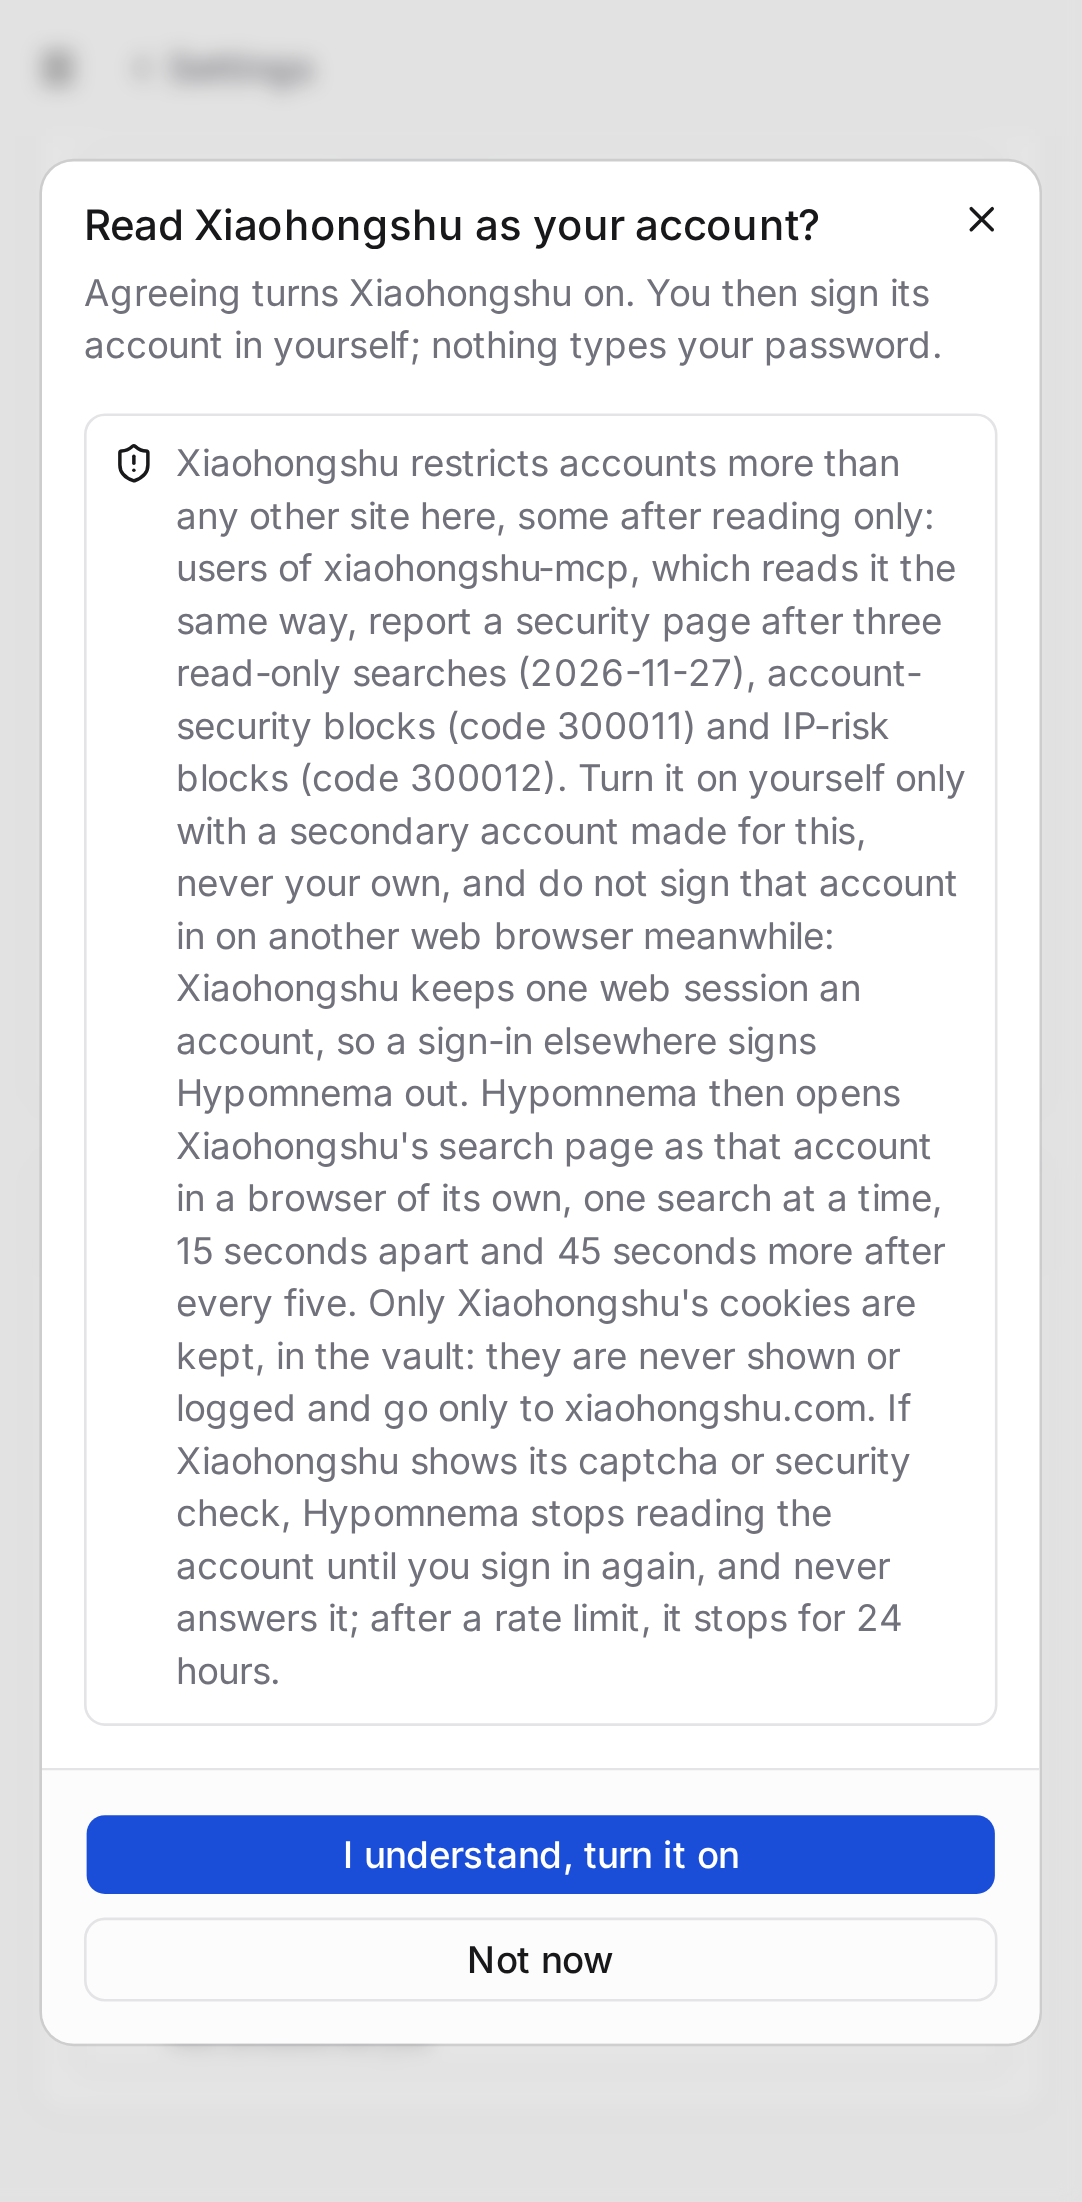 Settings
Read Xiaohongshu as your account?
Agreeing turns Xiaohongshu on. You then sign its
account in yourself; nothing types your password.
Xiaohongshu restricts accounts more than
any other site here, some after reading only:
users of xiaohongshu-mcp, which reads it the
same way, report a security page after three
read-only searches (2026-11-27), account-
security blocks (code 300011) and IP-risk
blocks (code 300012). Turn it on yourself only
with a secondary account made for this,
never your own, and do not sign that account
in on another web browser meanwhile:
Xiaohongshu keeps one web session an
account, so a sign-in elsewhere signs
Hypomnema out. Hypomnema then opens
Xiaohongshu's search page as that account
in a browser of its own, one search at a time,
15 seconds apart and 45 seconds more after
every five. Only Xiaohongshu's cookies are
kept, in the vault: they are never shown or
logged and go only to xiaohongshu.com. If
Xiaohongshu shows its captcha or security
check, Hypomnema stops reading the
account until you sign in again, and never
answers it; after a rate limit, it stops for 24
hours.
I understand, turn it on
Not now